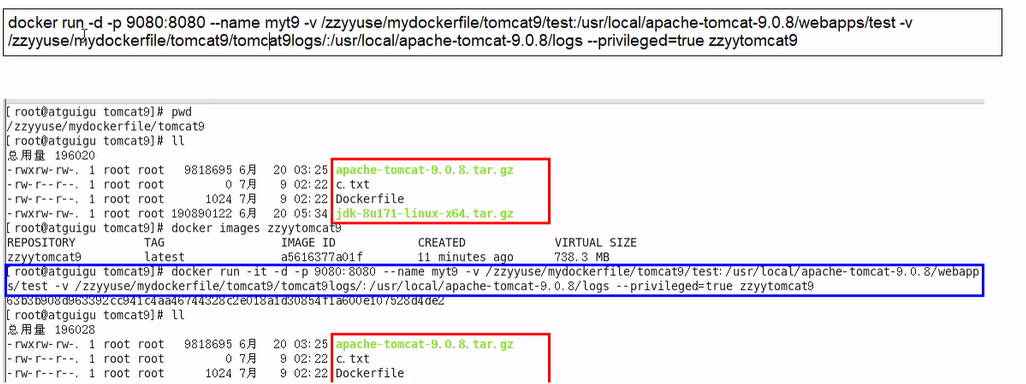 docker run -d -p 9080:8080 --name myt9 -v /zzyyuse/mydockerfile/tomcat9/test:/usr/local/apache-tomcat-9.0.8/webapps/test -v
/zzyyuse/mydockerfile/tomcat9/tomcat9logs/:/usr/local/apache-tomcat-9.0.8/logs --privileged=true zzyytomcat9
[root@atguigu tomcat9]# pwd
/zzyyuse/mydockerfile/tomcat9
[root@atguigu tomcat9]# ll
总用量 196020
-rwxrw-rw-. 1 root root 9818695 6月 20 03:25 apache-tomcat-9.0.8.tar.gz
-rw-r--r--. 1 root root 0 7月 9 02:22 c.txt
-rw-r--r--. 1 root root 1024 7月 9 02:22 Dockerfile
-rwxrw-rw-. 1 root root 190890122 6月 20 05:34 jdk-8u171-linux-x64.tar.gz
[root@atguigu tomcat9]# docker images zzyytomcat9
REPOSITORY TAG IMAGE ID CREATED VIRTUAL SIZE
zzyytomcat9 latest a5616377a01f 11 minutes ago 738.3 MB
[root@atguigu tomcat9]# docker run -it -d -p 9080:8080 --name myt9 -v /zzyyuse/mydockerfile/tomcat9/test:/usr/local/apache-tomcat-9.0.8/webapp
s/test -v /zzyyuse/mydockerfile/tomcat9/tomcat9logs/:/usr/local/apache-tomcat-9.0.8/logs --privileged=true zzyytomcat9
63b3b908d963392cc941c4aa46744328c2e018a1d30854f1a600e107528d4de2
[root@atguigu tomcat9]# ll
总用量 196028
-rwxrw-rw-. 1 root root 9818695 6月 20 03:25 apache-tomcat-9.0.8.tar.gz
-rw-r--r--. 1 root root 0 7月 9 02:22 c.txt
-rw-r--r--. 1 root root 1024 7月 9 02:22 Dockerfile